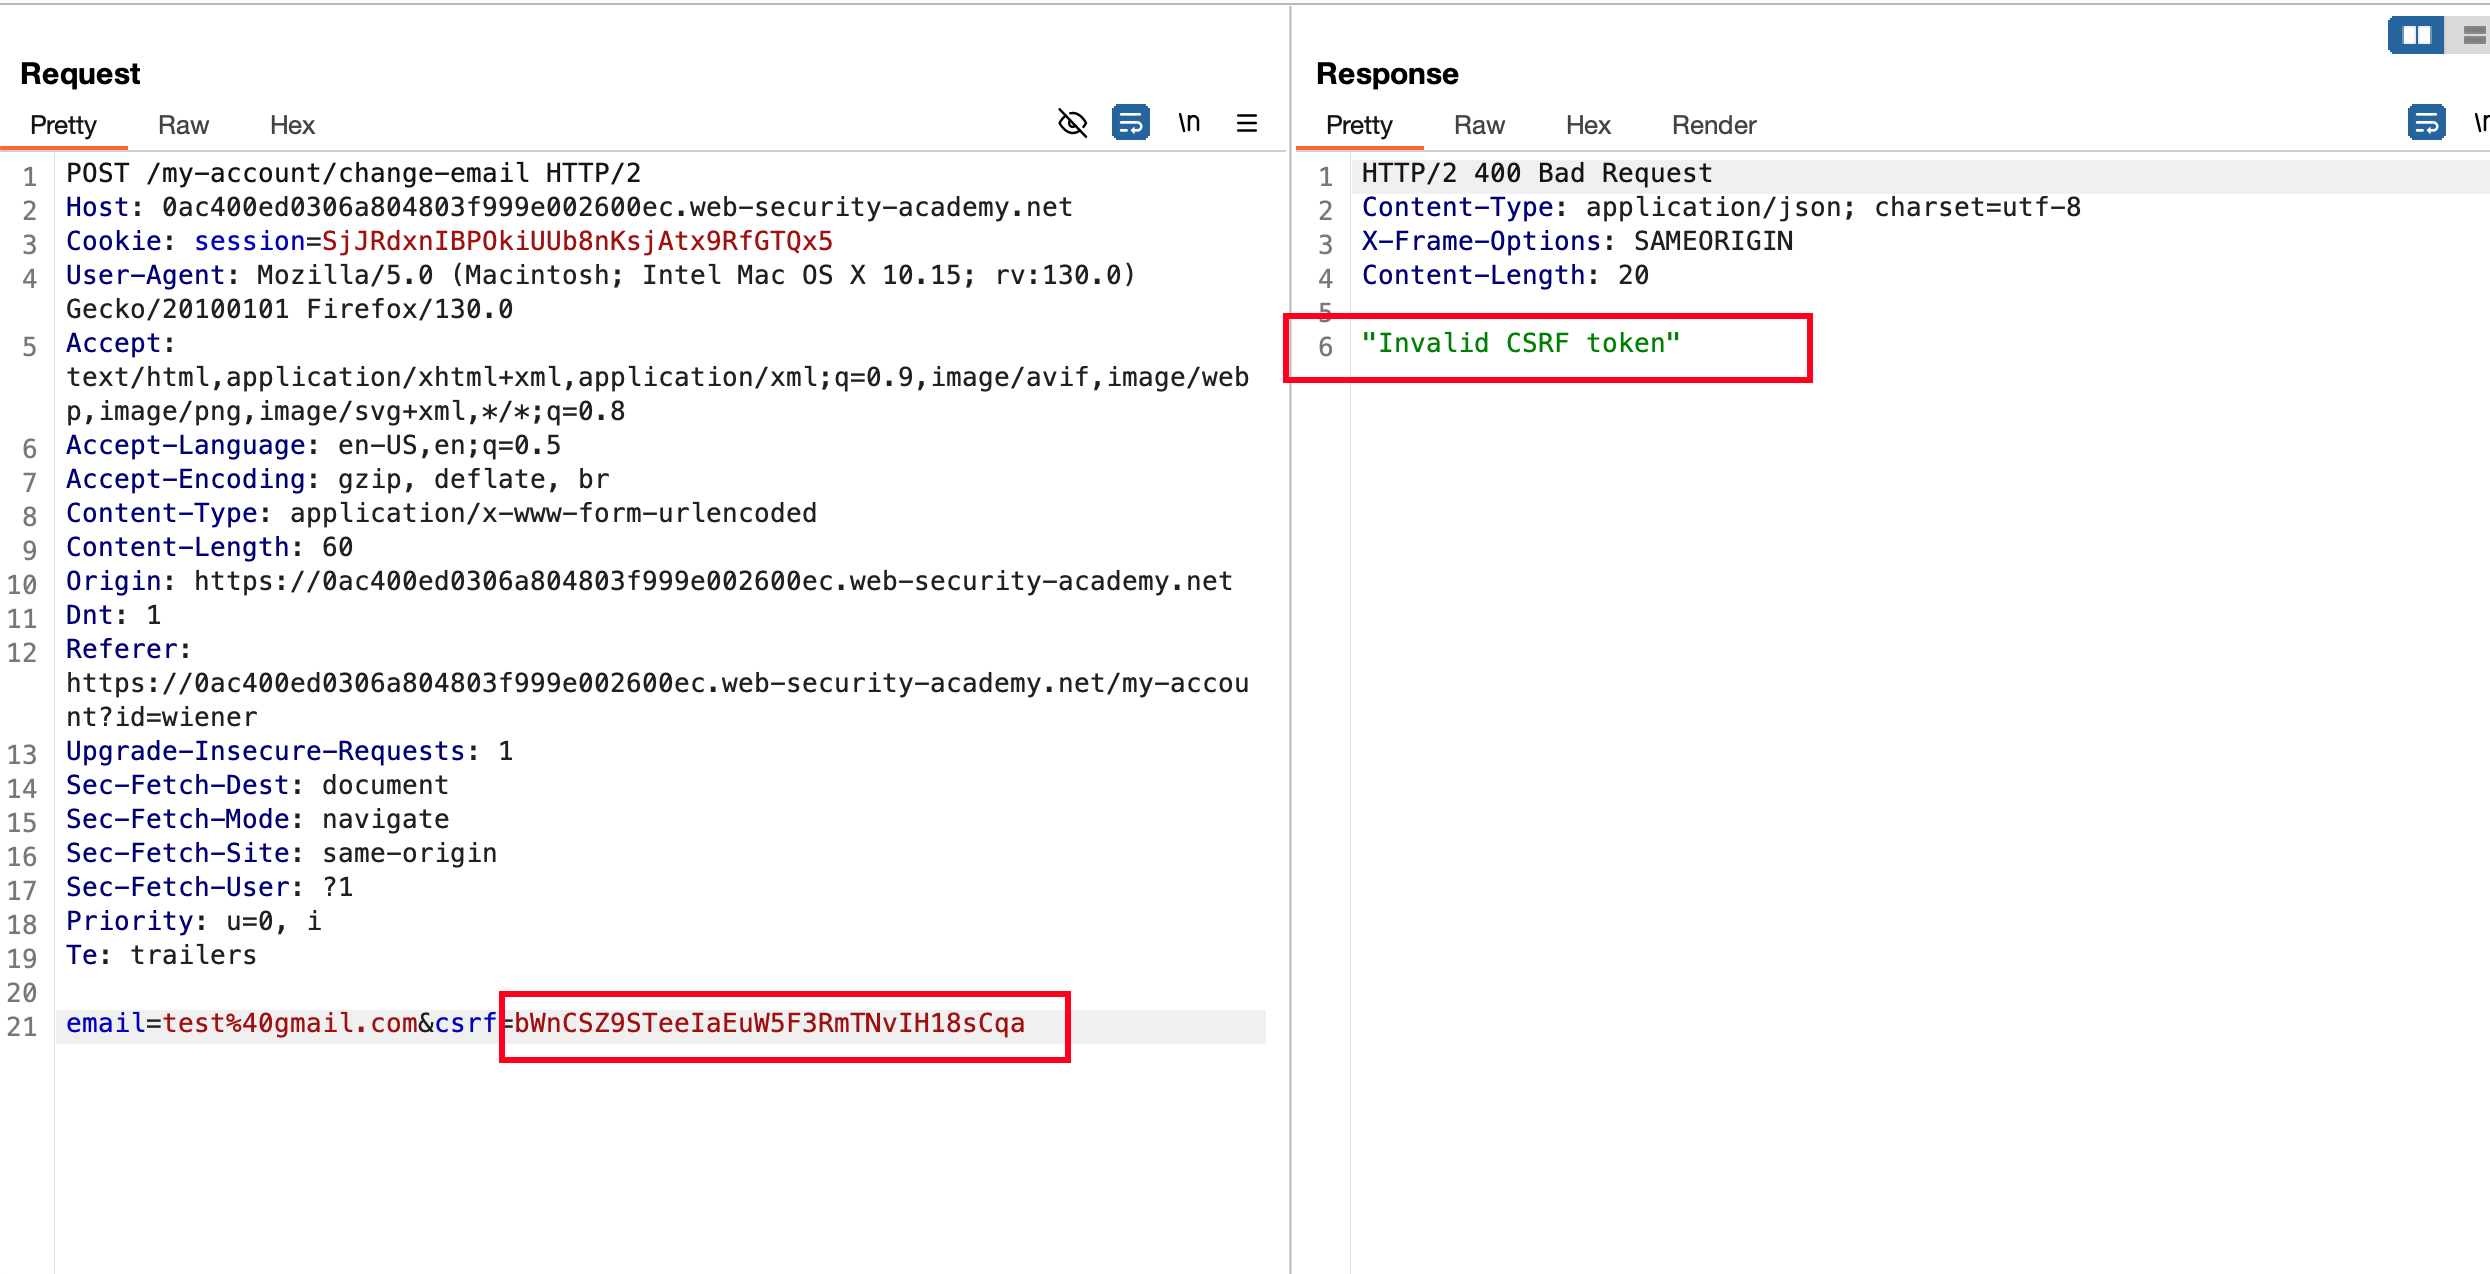 Request
Pretty Raw Hex \n
1 POST /my-account/change-email HTTP/2
2 Host: 0ac400ed0306a804803f999e002600ec.web-security-academy.net
3 Cookie: session=SjJRdxnIBPOkiUUb8nKsjAtx9RfGTQx5
4 User-Agent: Mozilla/5.0 (Macintosh; Intel Mac OS X 10.15; rv:130.0)
Gecko/20100101 Firefox/130.0
5 Accept:
text/html,application/xhtml+xml,application/xml;q=0.9,image/avif,image/web
p,image/png,image/svg+xml,*/*;q=0.8
6 Accept-Language: en-US,en;q=0.5
7 Accept-Encoding: gzip, deflate, br
8 Content-Type: application/x-www-form-urlencoded
9 Content-Length: 60
10 Origin: https://0ac400ed0306a804803f999e002600ec.web-security-academy.net
11 Dnt: 1
12 Referer:
https://0ac400ed0306a804803f999e002600ec.web-security-academy.net/my-accou
nt?id=wiener
13 Upgrade-Insecure-Requests: 1
14 Sec-Fetch-Dest: document
15 Sec-Fetch-Mode: navigate
16 Sec-Fetch-Site: same-origin
17 Sec-Fetch-User: ?1
18 Priority: u=0, i
19 Te: trailers
20
21 email=test%40gmail.com&csrf=bWnCSZ9STeeIaEuW5F3RmTNvIH18sCqa
Response
Pretty Raw Hex Render
1 HTTP/2 400 Bad Request
2 Content-Type: application/json; charset=utf-8
3 X-Frame-Options: SAMEORIGIN
4 Content-Length: 20
5
6 "Invalid CSRF token"